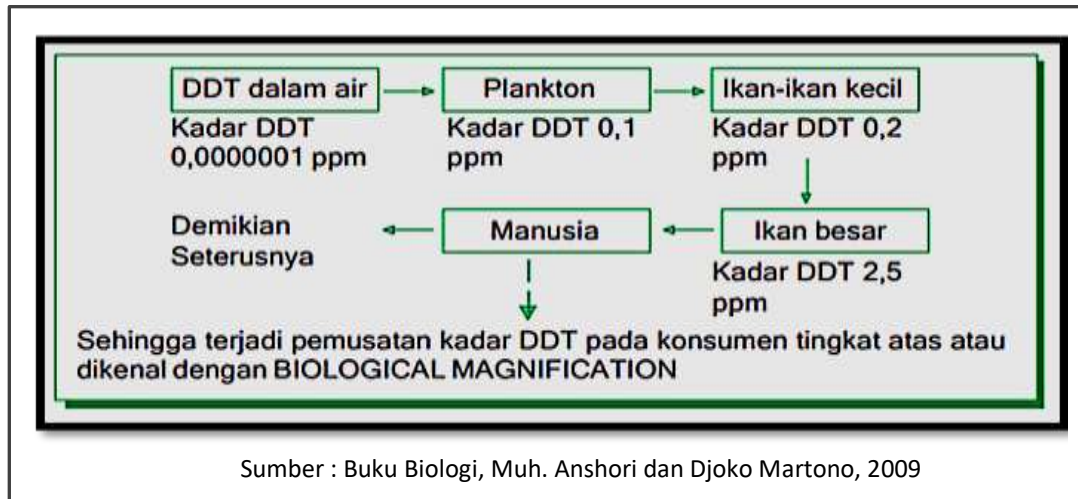 DDT dalam air
Kadar DDT
0,0000001 ppm
Plankton
Kadar DDT 0,1
ppm
Ikan-ikan kecil
Kadar DDT 0,2
ppm
Ikan besar
Kadar DDT 2,5
ppm
Manusia
Demikian
Seterusnya
Sehingga terjadi pemusatan kadar DDT pada konsumen tingkat atas atau
dikenal dengan BIOLOGICAL MAGNIFICATION
Sumber : Buku Biologi, Muh. Anshori dan Djoko Martono, 2009